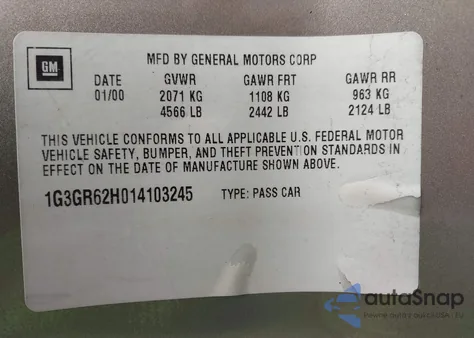 GM
MFD BY GENERAL MOTORS CORP
DATE GVWR GAWR FRT GAWR RR
01/00 2071 KG 1108 KG 963 KG
4566 LB 2442 LB 2124 LB
THIS VEHICLE CONFORMS TO ALL APPLICABLE U.S. FEDERAL MOTOR
VEHICLE SAFETY, BUMPER, AND THEFT PREVENTION STANDARDS IN
EFFECT ON THE DATE OF MANUFACTURE SHOWN ABOVE.
1G3GR62H014103245 TYPE: PASS CAR
autoSnap